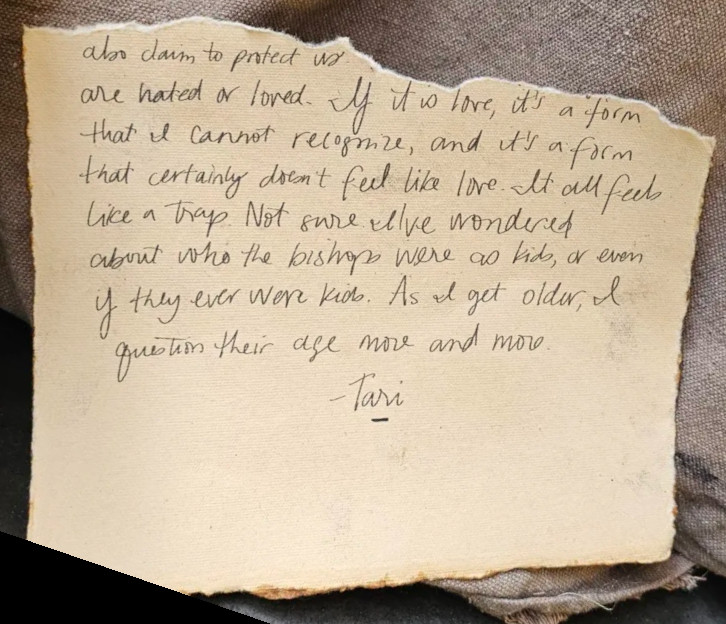 also claim to protect us
are hated or loved. If it is love, it's a form
that I cannot recognize, and it's a form
that certainly doesn't feel like love. It all feels
like a trap. Not sure I've wondered
about who the bishops were as kids, or even
if they ever were kids. As I get older, I
question their age more and more.
-Tari